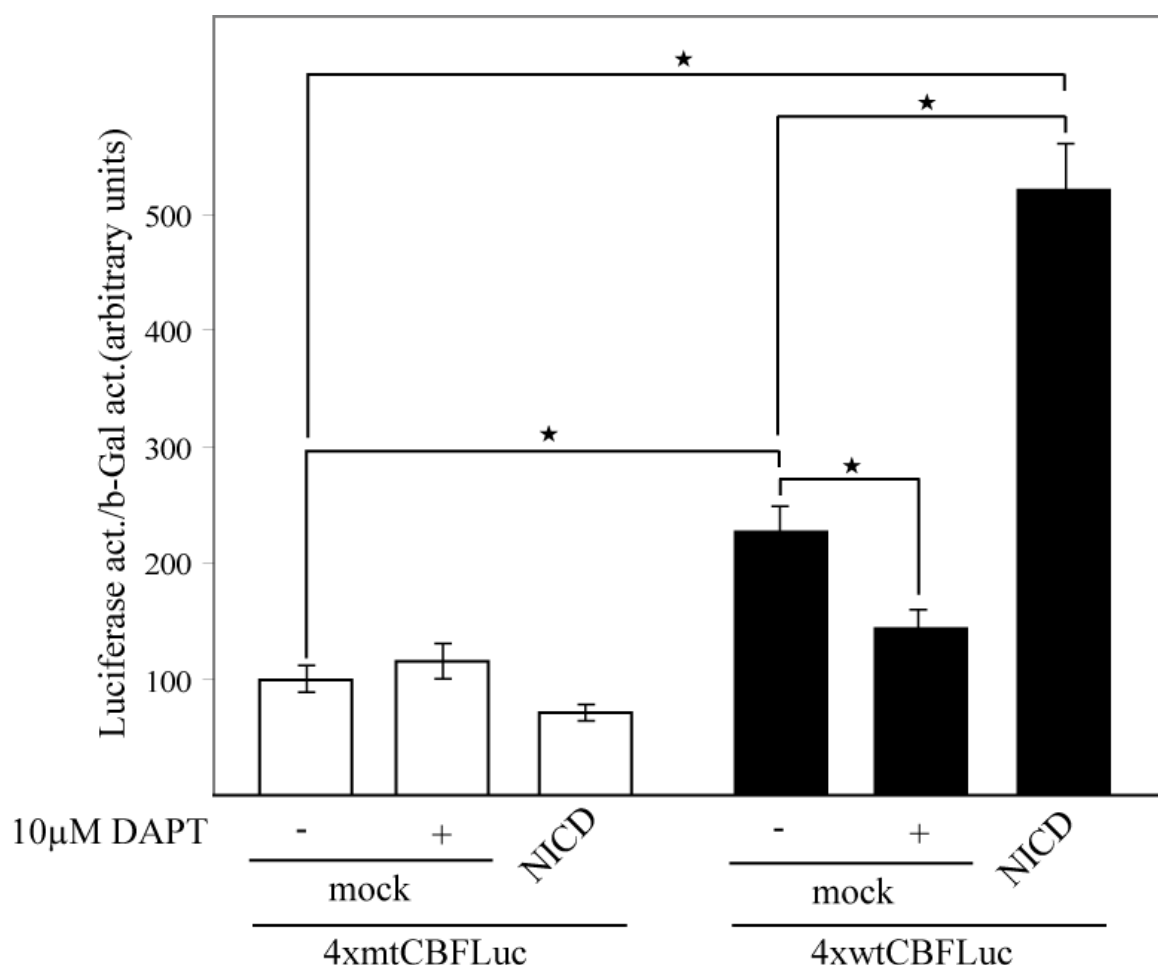 Luciferase act./b-Gal act.(arbitrary units)
500
400
300
200
100
★
★
★
★
10µM DAPT - + NICD - + NICD
mock mock
4xmtCBFLuc 4xwtCBFLuc